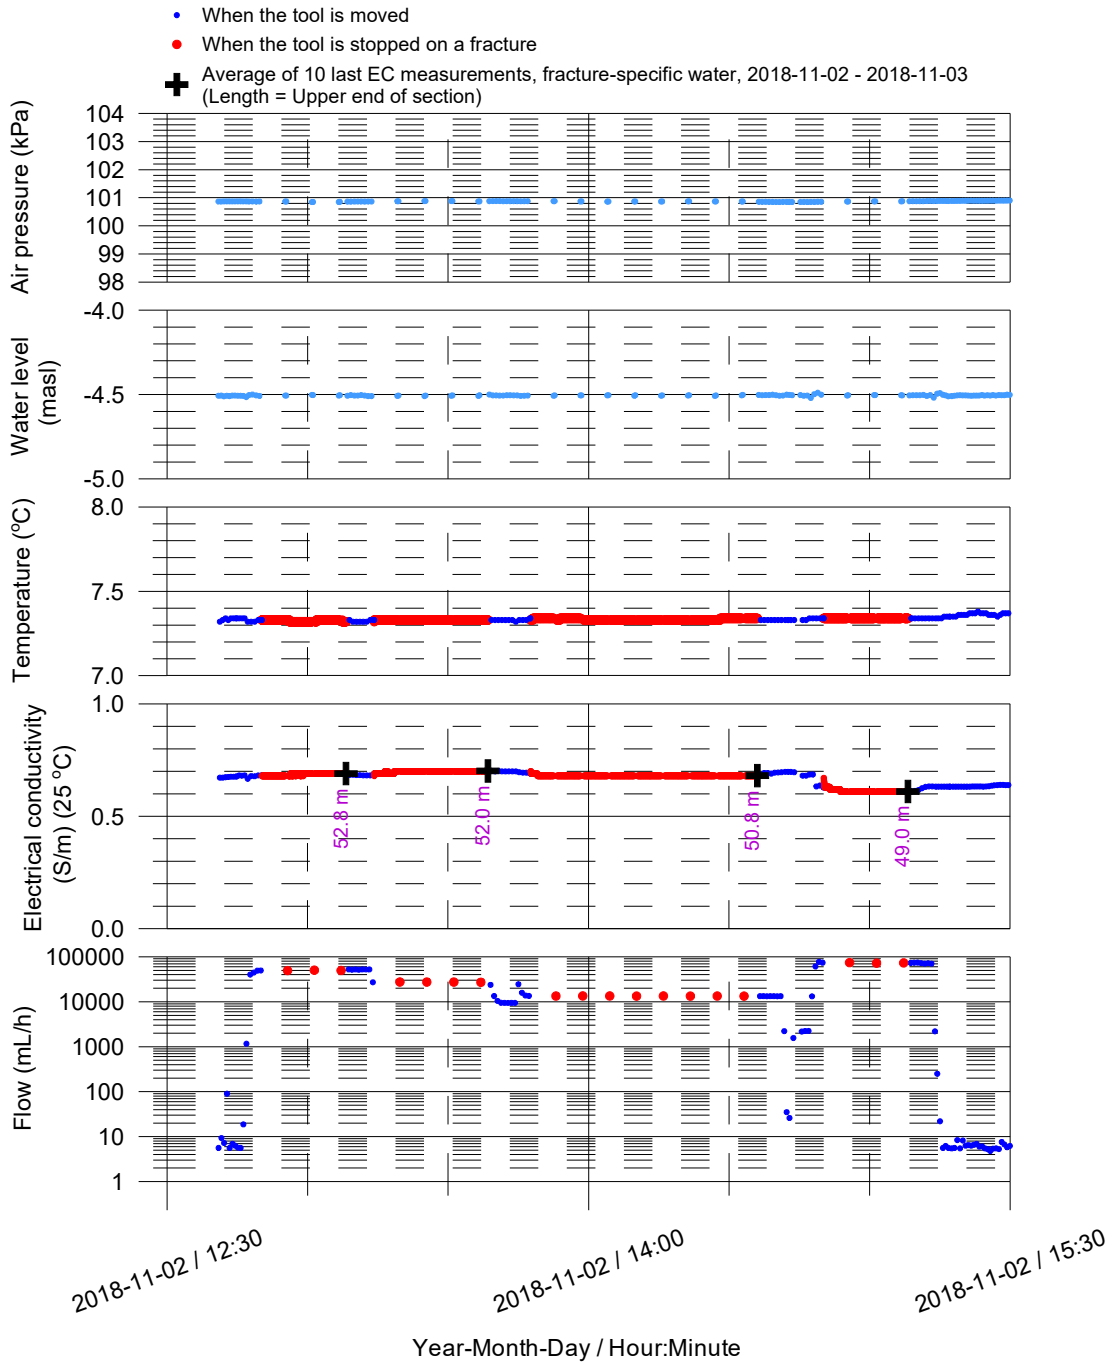 When the tool is moved
When the tool is stopped on a fracture
Average of 10 last EC measurements, fracture-specific water, 2018-11-02 - 2018-11-03
(Length = Upper end of section)
Air pressure (kPa)
104
103
102
101
100
99
98
Water level
(masl)
-4.0
-4.5
-5.0
Temperature (ºC)
8.0
7.5
7.0
Electrical conductivity
(S/m) (25 ºC)
1.0
0.5
0.0
52.8 m
52.0 m
50.8 m
49.0 m
Flow (mL/h)
100000
10000
1000
100
10
1
2018-11-02 / 12:30
2018-11-02 / 14:00
2018-11-02 / 15:30
Year-Month-Day / Hour:Minute